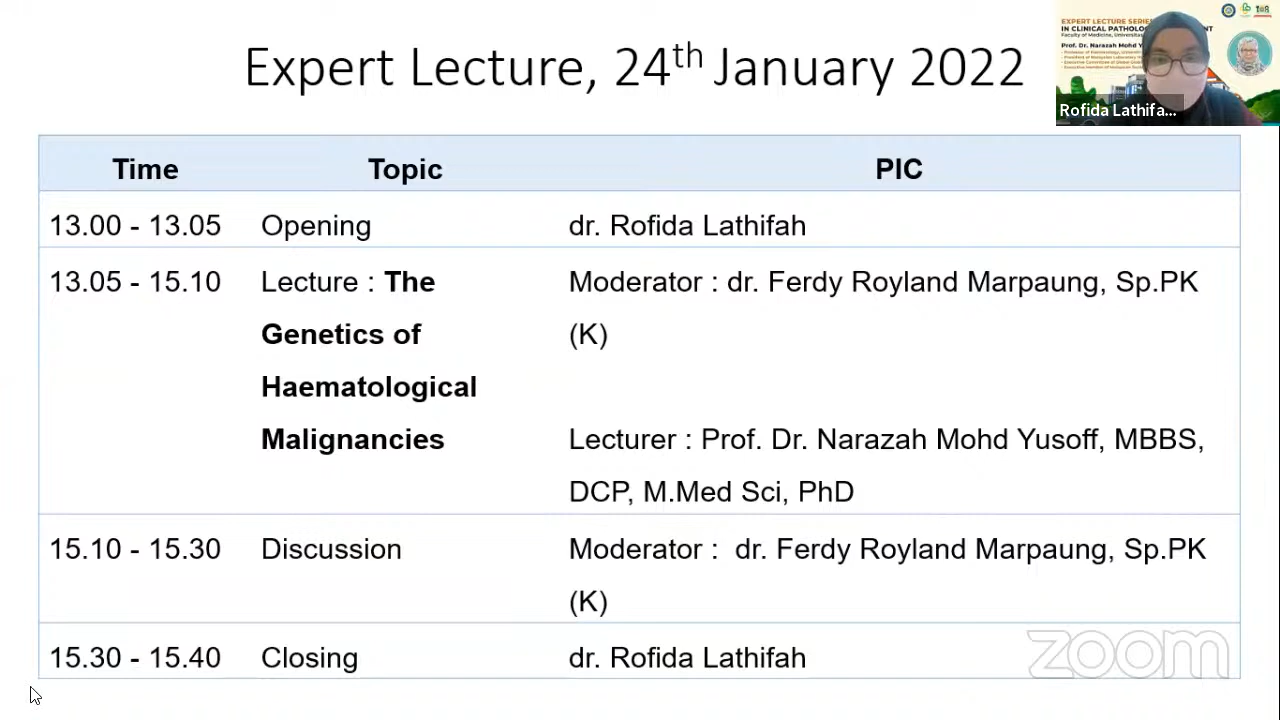 Expert Lecture, 24th January 2022
EXPERT LECTURE SERIES
IN CLINICAL PATHOLOGY
Faculty of Medicine, Universitas
Prof. Dr. Narazah Mohd Y
Rofida Lathifa...
Time Topic PIC
13.00 - 13.05 Opening dr. Rofida Lathifah
13.05 - 15.10 Lecture : The Moderator : dr. Ferdy Royland Marpaung, Sp.PK
Genetics of (K)
Haematological
Malignancies Lecturer : Prof. Dr. Narazah Mohd Yusoff, MBBS,
DCP, M.Med Sci, PhD
15.10 - 15.30 Discussion Moderator : dr. Ferdy Royland Marpaung, Sp.PK
(K)
15.30 - 15.40 Closing dr. Rofida Lathifah
zoom